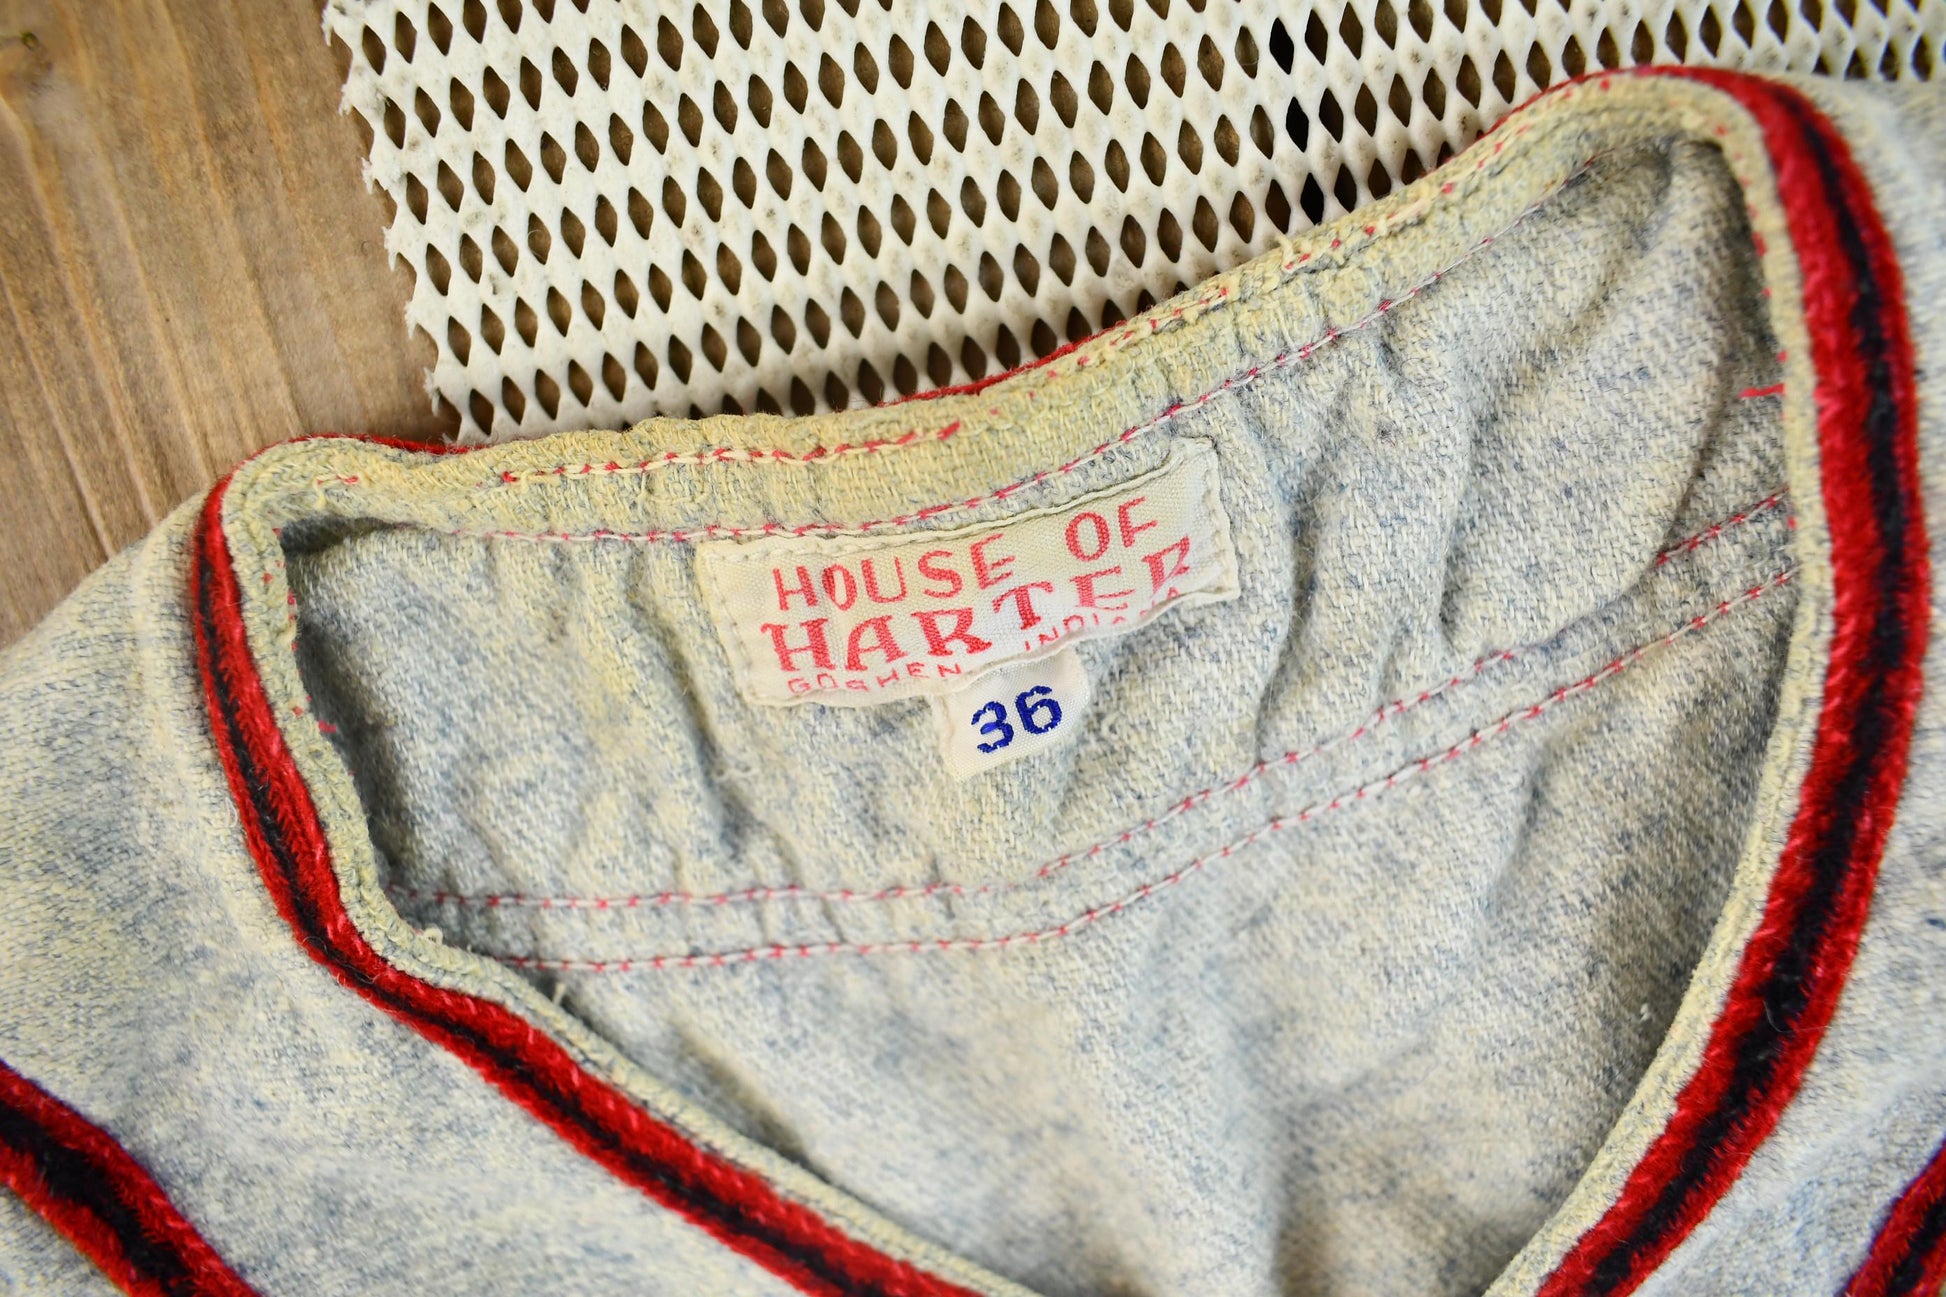 HOUSE OF
HARTER
GOSHEN, INDIANA
36